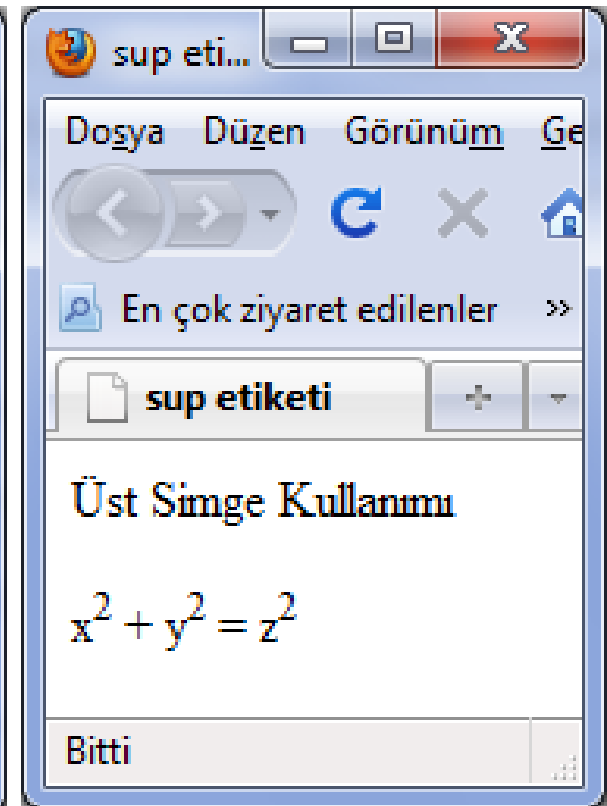 sup eti...
Dosya Düzen Görünüm Ge
En çok ziyaret edilenler »
sup etiketi
Üst Simge Kullanımı
x² + y² = z²
Bitti